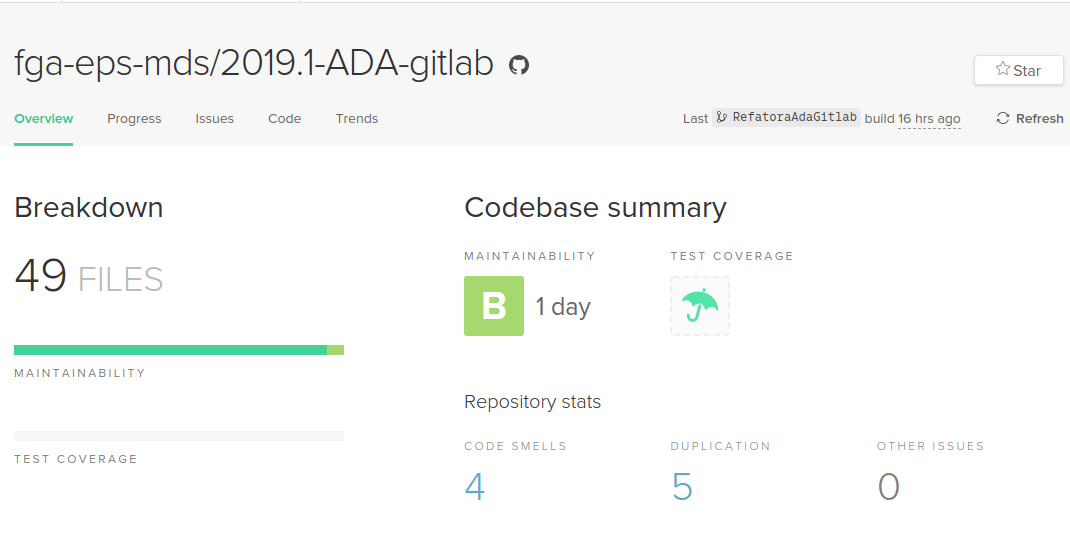 fga-eps-mds/2019.1-ADA-gitlab
Star
Overview Progress Issues Code Trends
Last RefatoraAdaGitlab build 16 hrs ago Refresh
Breakdown
49 FILES
MAINTAINABILITY
TEST COVERAGE
Codebase summary
MAINTAINABILITY TEST COVERAGE
B 1 day
Repository stats
CODE SMELLS DUPLICATION OTHER ISSUES
4 5 0